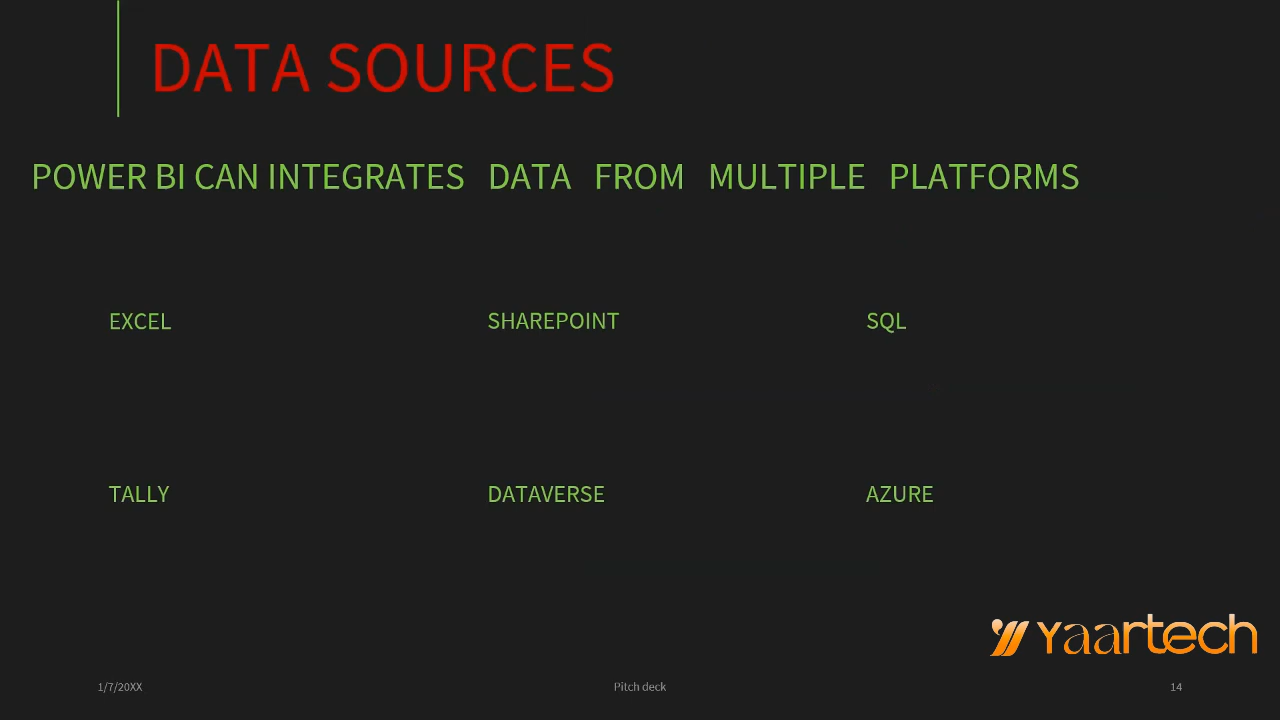 DATA SOURCES
POWER BI CAN INTEGRATES DATA FROM MULTIPLE PLATFORMS
EXCEL SHAREPOINT SQL
TALLY DATAVERSE AZURE
Yaartech
1/7/20XX Pitch deck 14